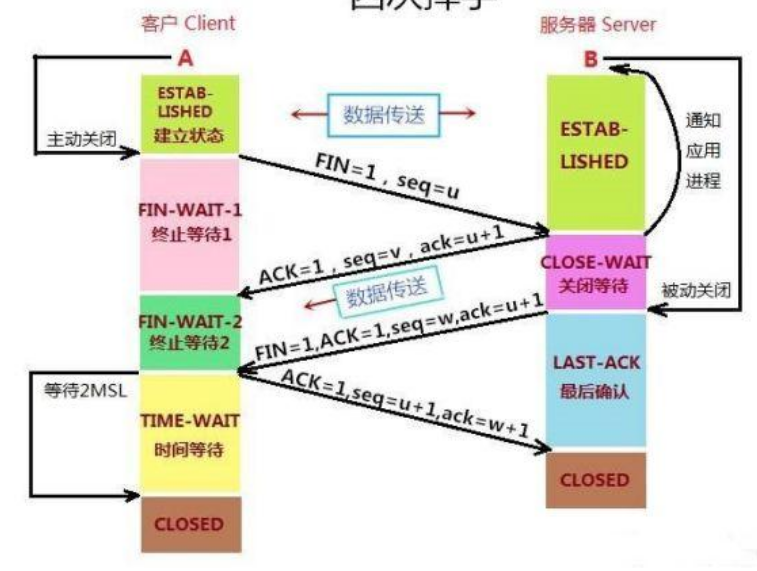 四次挥手
客户 Client
服务器 Server
A
B
ESTAB-
LISHED
建立状态
数据传送
ESTAB-
LISHED
通知
应用
进程
主动关闭
FIN=1，seq=u
FIN-WAIT-1
终止等待1
ACK=1，seq=v，ack=u+1
CLOSE-WAIT
关闭等待
数据传送
被动关闭
FIN-WAIT-2
终止等待2
FIN=1,ACK=1,seq=w,ack=u+1
等待2MSL
ACK=1,seq=u+1,ack=w+1
LAST-ACK
最后确认
TIME-WAIT
时间等待
CLOSED
CLOSED